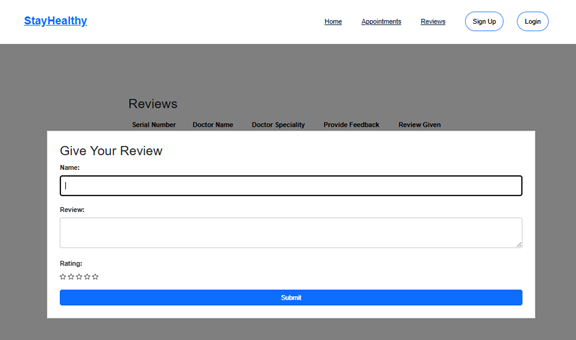 StayHealthy Home Appointments Reviews Sign Up Login
Reviews
Serial Number Doctor Name Doctor Speciality Provide Feedback Review Given
Give Your Review
Name:
Review:
Rating:
Submit